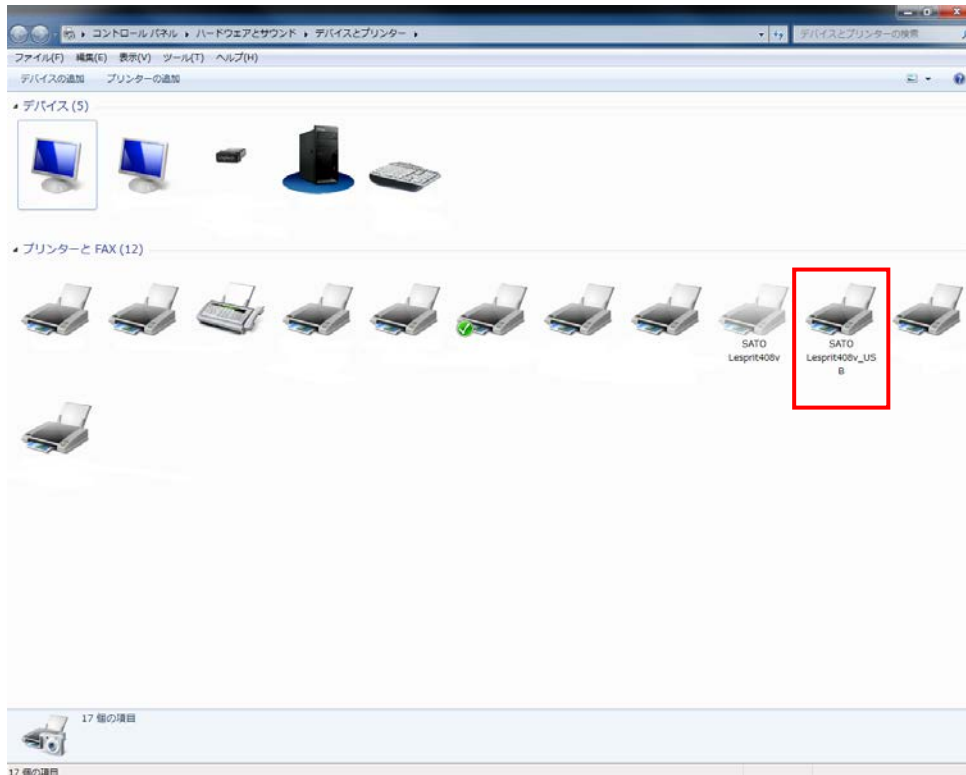 コントロール パネル ▸ ハードウェアとサウンド ▸ デバイスとプリンター ▸
デバイスとプリンターの検索
ファイル(F) 編集(E) 表示(V) ツール(T) ヘルプ(H)
デバイスの追加 プリンターの追加
デバイス (5)
プリンターと FAX (12)
SATO
Lesprit408v
SATO
Lesprit408v_US
B
17 個の項目
17 個の項目